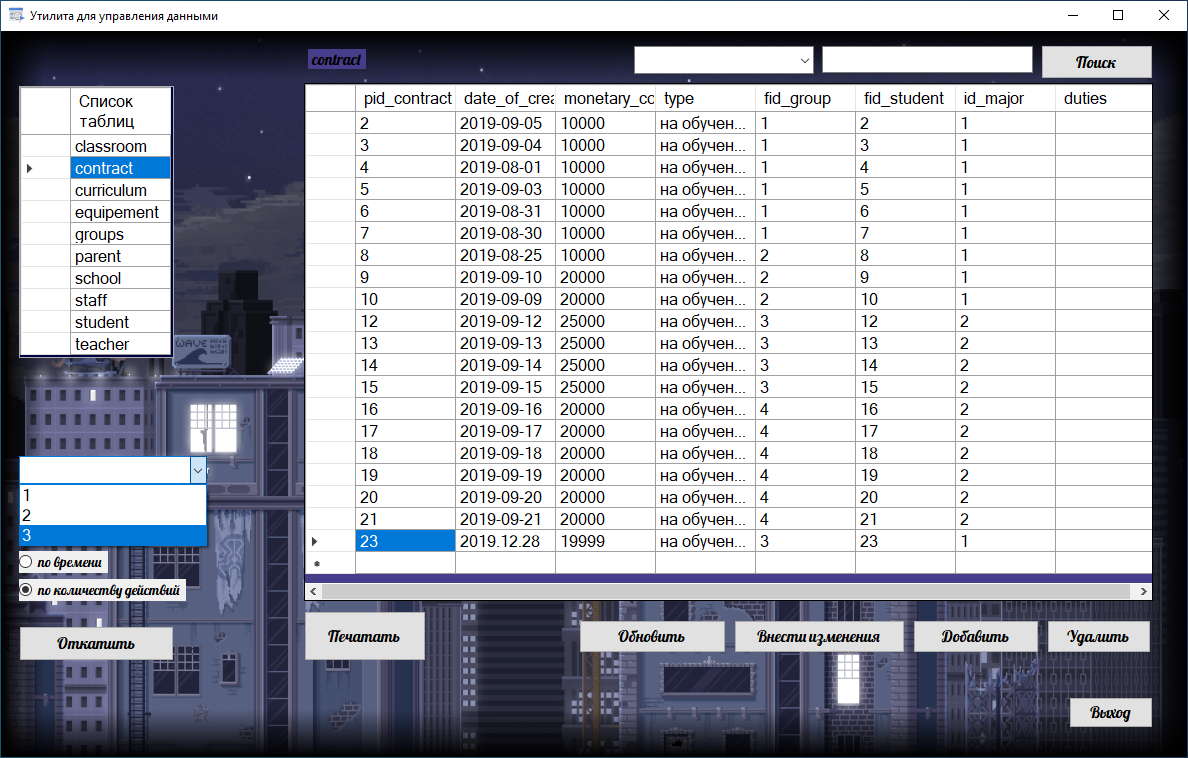 Утилита для управления данными
contract
Поиск
Список
таблиц
classroom
contract
curriculum
equipement
groups
parent
school
staff
student
teacher
pid_contract date_of_crea monetary_co type fid_group fid_student id_major duties
2 2019-09-05 10000 на обучен... 1 2 1
3 2019-09-04 10000 на обучен... 1 3 1
4 2019-08-01 10000 на обучен... 1 4 1
5 2019-09-03 10000 на обучен... 1 5 1
6 2019-08-31 10000 на обучен... 1 6 1
7 2019-08-30 10000 на обучен... 1 7 1
8 2019-08-25 10000 на обучен... 2 8 1
9 2019-09-10 20000 на обучен... 2 9 1
10 2019-09-09 20000 на обучен... 2 10 1
12 2019-09-12 25000 на обучен... 3 12 2
13 2019-09-13 25000 на обучен... 3 13 2
14 2019-09-14 25000 на обучен... 3 14 2
15 2019-09-15 25000 на обучен... 3 15 2
16 2019-09-16 20000 на обучен... 4 16 2
17 2019-09-17 20000 на обучен... 4 17 2
18 2019-09-18 20000 на обучен... 4 18 2
19 2019-09-19 20000 на обучен... 4 19 2
20 2019-09-20 20000 на обучен... 4 20 2
21 2019-09-21 20000 на обучен... 4 21 2
23 2019.12.28 19999 на обучен... 3 23 1
WAVE
1
2
3
по времени
по количеству действий
Откатить
Печатать
Обновить
Внести изменения
Добавить
Удалить
Выход